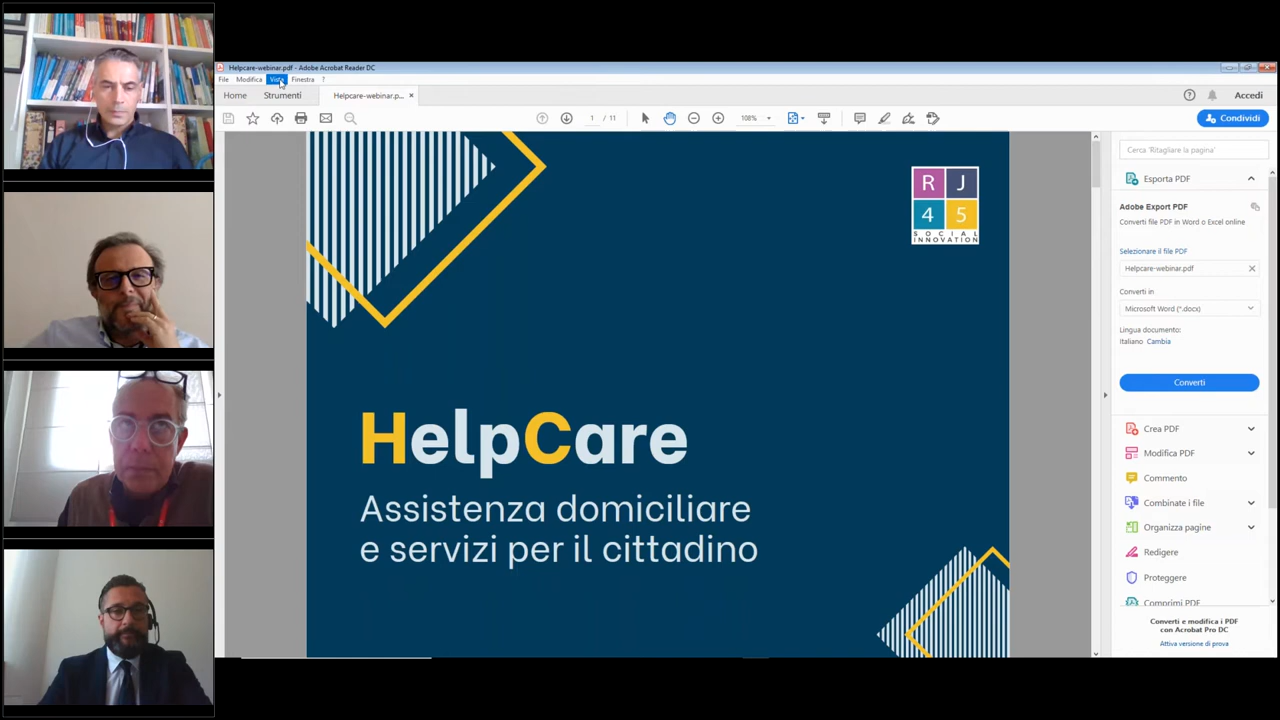 Helpcare-webinar.pdf - Adobe Acrobat Reader DC
File Modifica Vista Finestra ?
Home Strumenti Helpcare-webinar.p... × Accedi
1 / 11 108% Condividi
Cerca 'Ritagliare la pagina'
Esporta PDF
Adobe Export PDF
Converti file PDF in Word o Excel online
Selezionare il file PDF
Helpcare-webinar.pdf
Converti in
Microsoft Word (*.docx)
Lingua documento:
Italiano Cambia
Converti
Crea PDF
Modifica PDF
Commento
Combinate i file
Organizza pagine
Redigere
Proteggere
Comprimi PDF
Converti e modifica i PDF
con Acrobat Pro DC
Attiva versione di prova
R J
4 5
SOCIAL
INNOVATION
HelpCare
Assistenza domiciliare
e servizi per il cittadino